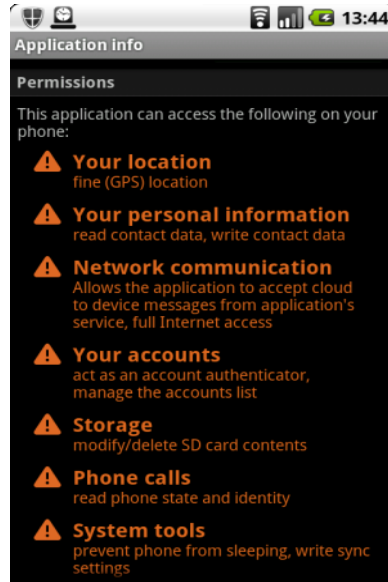 13:44
Application info
Permissions
This application can access the following on your
phone:
Your location
fine (GPS) location
Your personal information
read contact data, write contact data
Network communication
Allows the application to accept cloud
to device messages from application's
service, full Internet access
Your accounts
act as an account authenticator,
manage the accounts list
Storage
modify/delete SD card contents
Phone calls
read phone state and identity
System tools
prevent phone from sleeping, write sync
settings